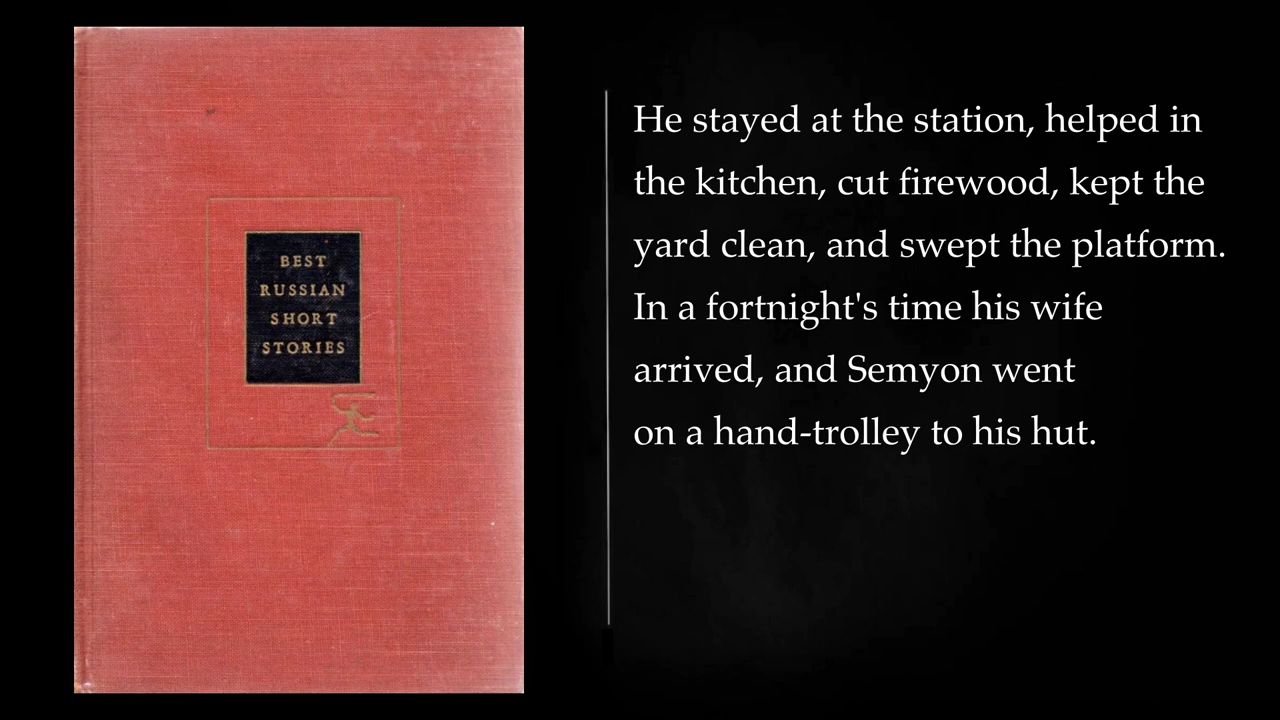 BEST
RUSSIAN
SHORT
STORIES
He stayed at the station, helped in
the kitchen, cut firewood, kept the
yard clean, and swept the platform.
In a fortnight's time his wife
arrived, and Semyon went
on a hand-trolley to his hut.